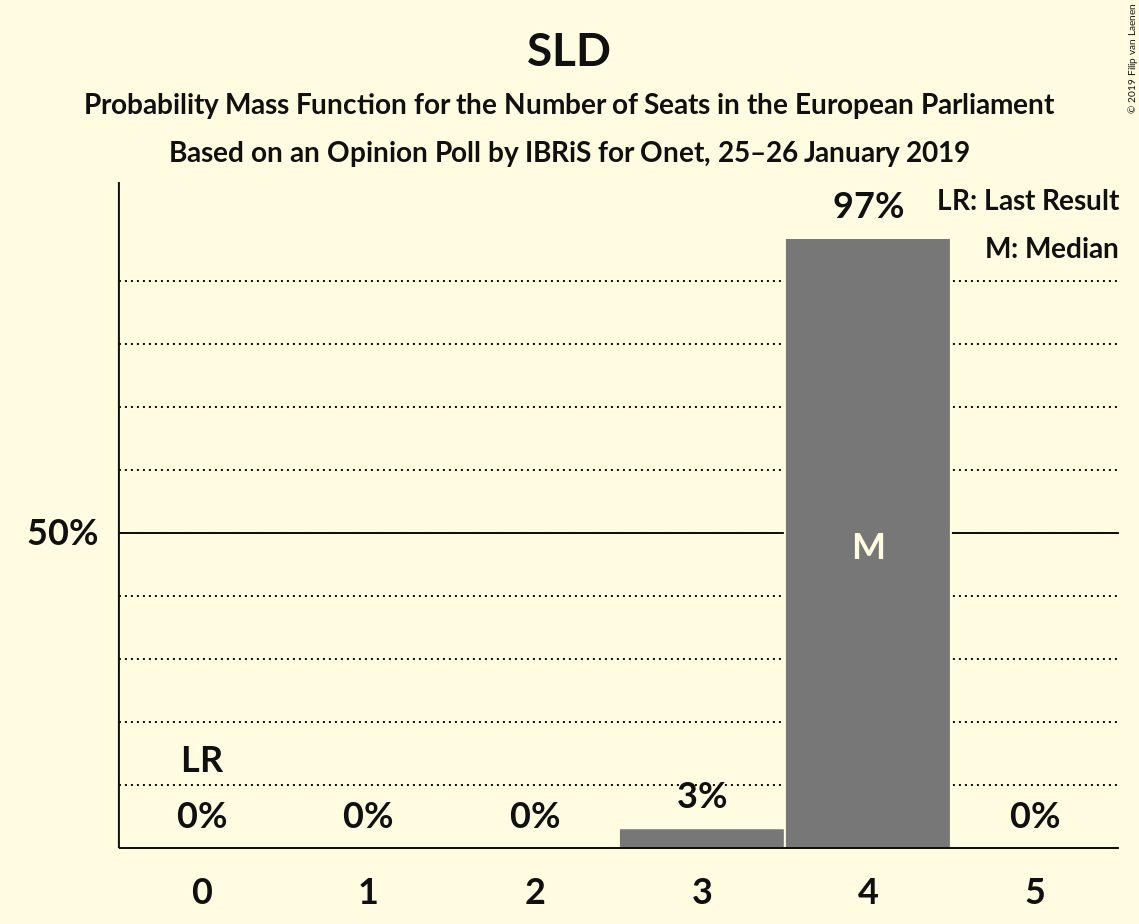 SLD
Probability Mass Function for the Number of Seats in the European Parliament
Based on an Opinion Poll by IBRiS for Onet, 25–26 January 2019
© 2019 Filip van Laenen
97%
LR: Last Result
M: Median
50%
M
LR
0%
0%
0%
3%
0%
0
1
2
3
4
5